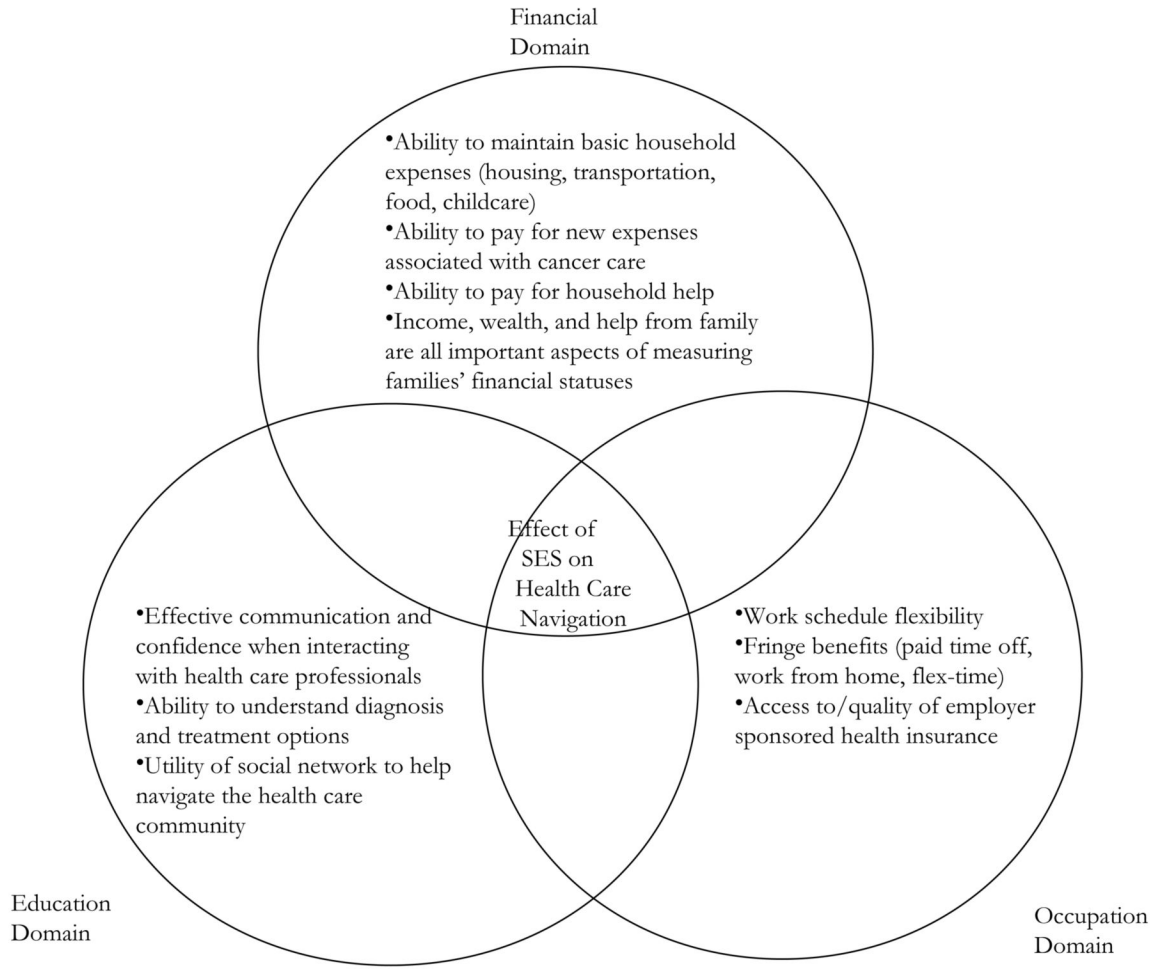 Financial
Domain
•Ability to maintain basic household
expenses (housing, transportation,
food, childcare)
•Ability to pay for new expenses
associated with cancer care
•Ability to pay for household help
•Income, wealth, and help from family
are all important aspects of measuring
families’ financial statuses
Effect of
SES on
Health Care
Navigation
•Effective communication and
confidence when interacting
with health care professionals
•Ability to understand diagnosis
and treatment options
•Utility of social network to help
navigate the health care
community
•Work schedule flexibility
•Fringe benefits (paid time off,
work from home, flex-time)
•Access to/quality of employer
sponsored health insurance
Education
Domain
Occupation
Domain